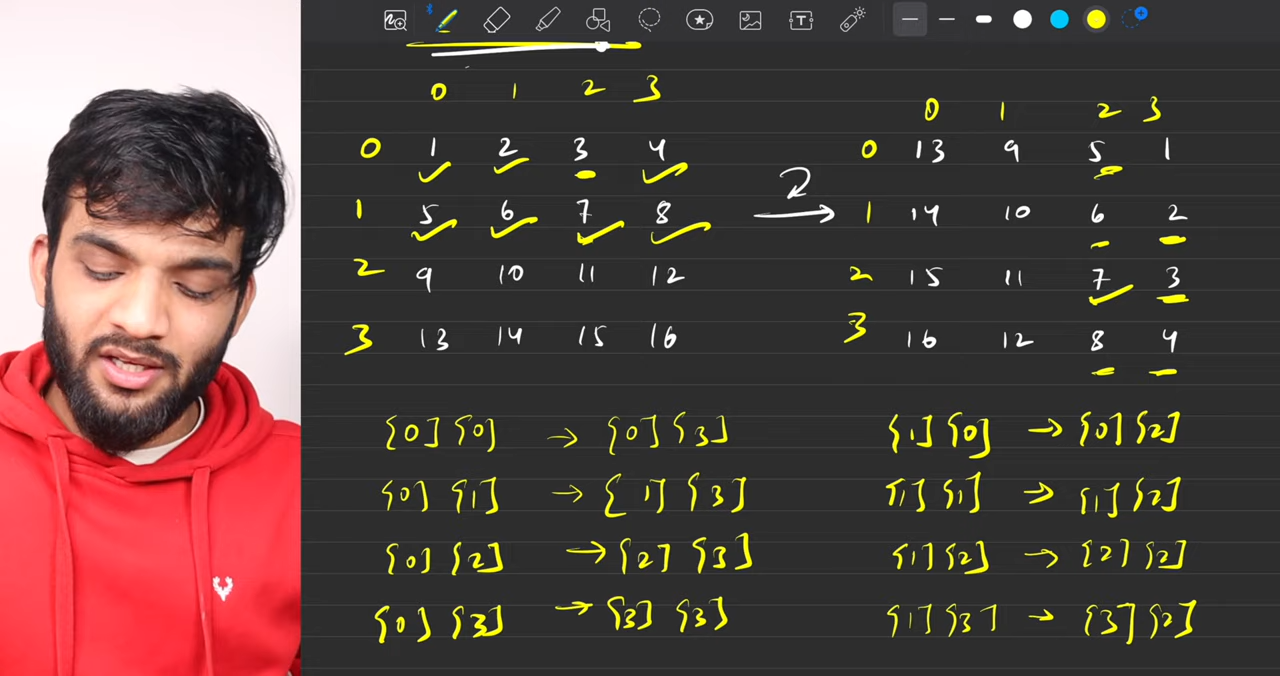 0 1 2 3
0 1 2 3 4
1 5 6 7 8
2 9 10 11 12
3 13 14 15 16
0 1 2 3
0 13 9 5 1
1 14 10 6 2
2 15 11 7 3
3 16 12 8 4
[0][0] → [0][3]
[0][1] → [1][3]
[0][2] → [2][3]
[0][3] → [3][3]
[1][0] → [0][2]
[1][1] → [1][2]
[1][2] → [2][2]
[1][3] → [3][2]